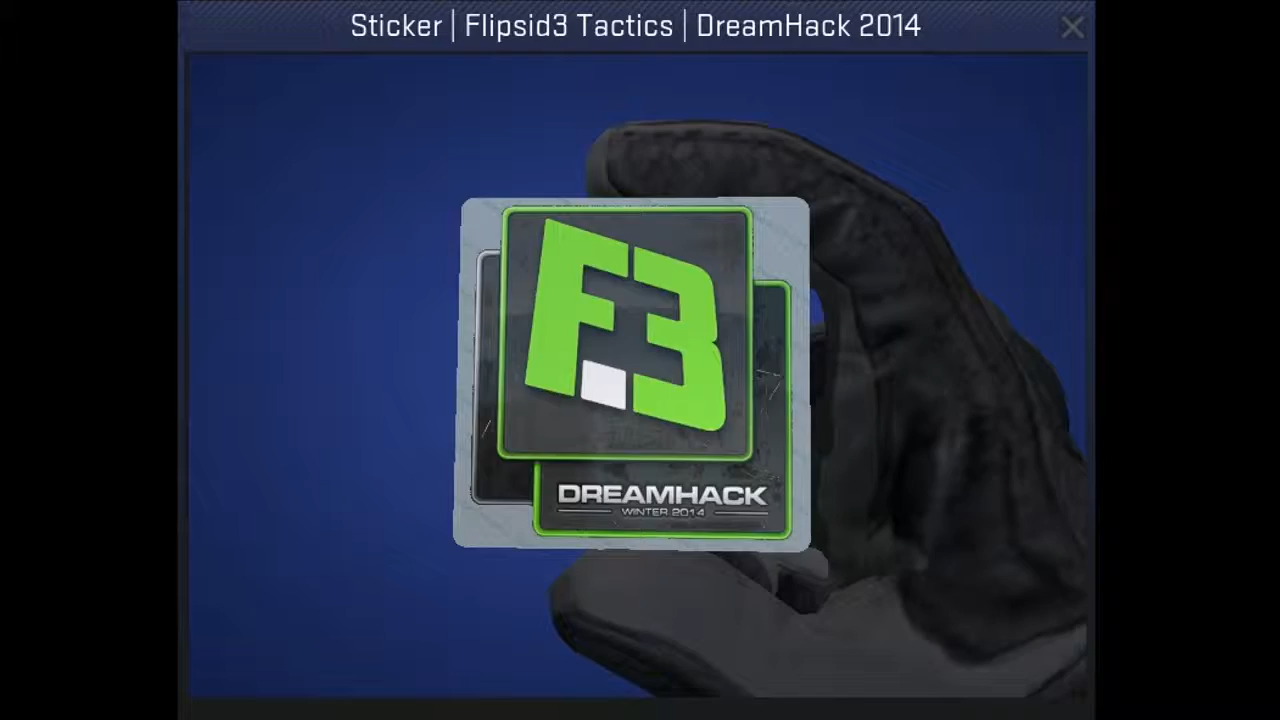 Sticker | Flipsid3 Tactics | DreamHack 2014
F3
DREAMHACK
WINTER 2014